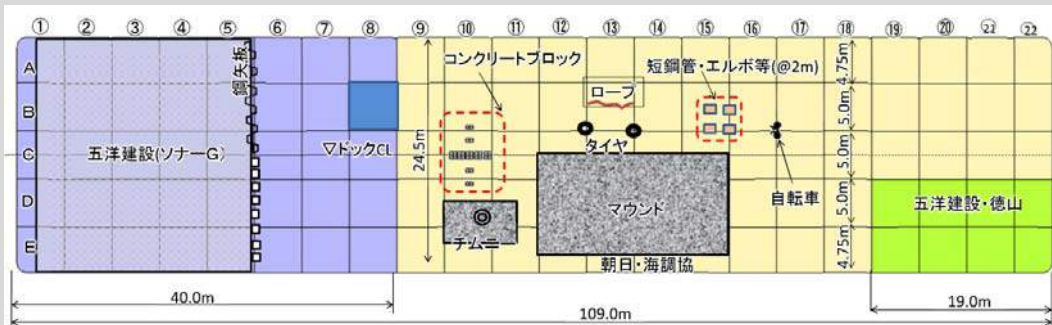 ① ② ③ ④ ⑤ ⑥ ⑦ ⑧ ⑨ ⑩ ⑪ ⑫ ⑬ ⑭ ⑮ ⑯ ⑰ ⑱ ⑲ ⑳ ㉑ ㉒
A
B
C
D
E
鋼矢板
五洋建設(ソナーG)
▽ドックCL
24.5m
コンクリートブロック
チムニー
ロープ
タイヤ
マウンド
朝日・海調協
短鋼管・エルボ等(@2m)
自転車
4.75m
5.0m
5.0m
5.0m
4.75m
五洋建設・徳山
40.0m
109.0m
19.0m